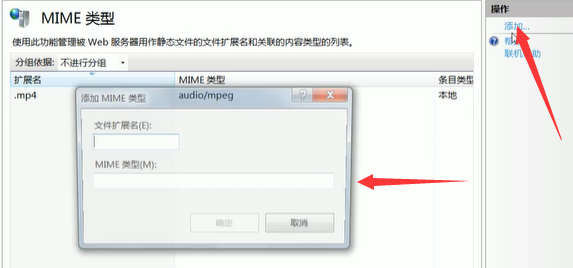 MIME 类型
使用此功能管理被 Web 服务器用作静态文件的文件扩展名和关联的内容类型的列表。
分组依据: 不进行分组
扩展名 MIME 类型 条目类型
.mp4 audio/mpeg 本地
添加 MIME 类型
文件扩展名(E):
MIME 类型(M):
确定 取消
操作
添加...
帮
联机 助